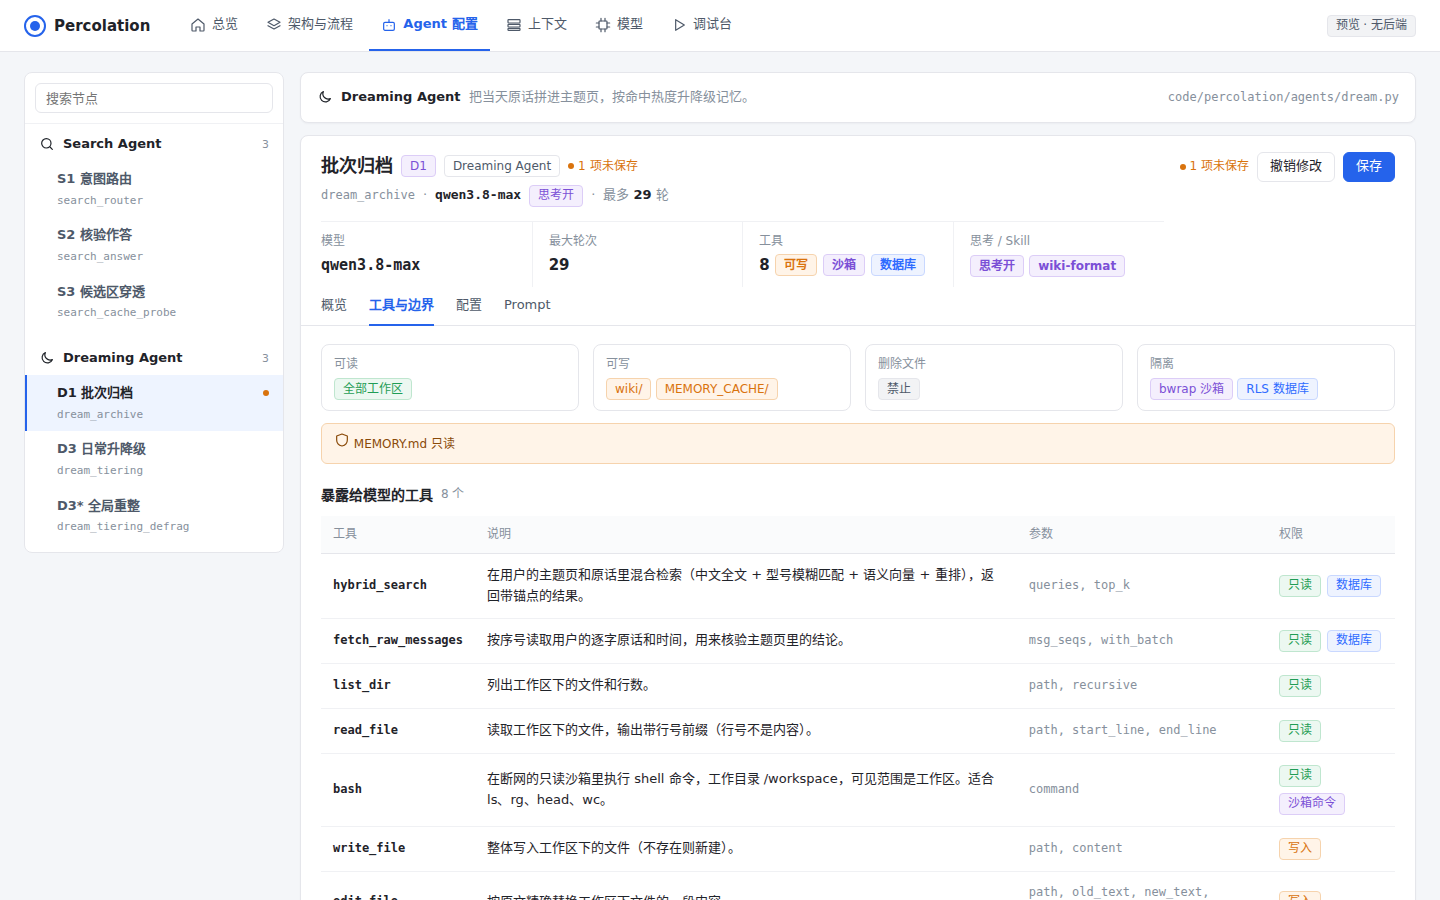 Percolation
总览
架构与流程
Agent 配置
上下文
模型
调试台
预览 · 无后端
搜索节点
Search Agent 3
S1 意图路由
search_router
S2 核验作答
search_answer
S3 候选区穿透
search_cache_probe
Dreaming Agent 3
D1 批次归档
dream_archive
D3 日常升降级
dream_tiering
D3* 全局重整
dream_tiering_defrag
Dreaming Agent 把当天原话拼进主题页，按命中热度升降级记忆。 code/percolation/agents/dream.py
批次归档 D1 Dreaming Agent 1 项未保存
1 项未保存 撤销修改 保存
dream_archive · qwen3.8-max 思考开 · 最多 29 轮
模型
qwen3.8-max
最大轮次
29
工具
8 可写 沙箱 数据库
思考 / Skill
思考开 wiki-format
概览 工具与边界 配置 Prompt
可读
全部工作区
可写
wiki/ MEMORY_CACHE/
删除文件
禁止
隔离
bwrap 沙箱 RLS 数据库
MEMORY.md 只读
暴露给模型的工具 8 个
工具 说明 参数 权限
hybrid_search
在用户的主题页和原话里混合检索（中文全文 + 型号模糊匹配 + 语义向量 + 重排），返
回带锚点的结果。
queries, top_k
只读 数据库
fetch_raw_messages 按序号读取用户的逐字原话和时间，用来核验主题页里的结论。 msg_seqs, with_batch 只读 数据库
list_dir 列出工作区下的文件和行数。 path, recursive 只读
read_file 读取工作区下的文件，输出带行号前缀（行号不是内容）。 path, start_line, end_line 只读
bash
在断网的只读沙箱里执行 shell 命令，工作目录 /workspace，可见范围是工作区。适合
ls、rg、head、wc。
command
只读
沙箱命令
write_file 整体写入工作区下的文件（不存在则新建）。 path, content 写入
edit_file 按原文精确替换工作区下文件的一段内容 path, old_text, new_text, 写入